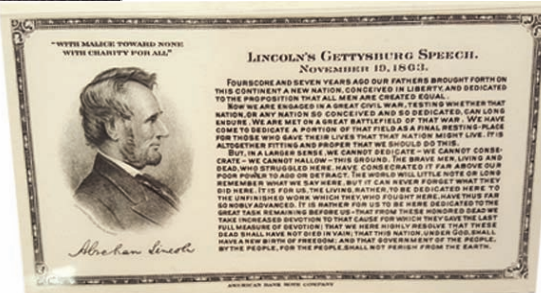 "WITH MALICE TOWARD NONE
WITH CHARITY FOR ALL"
LINCOLN'S GETTYSBURG SPEECH.
NOVEMBER 19, 1863.
FOURSCORE AND SEVEN YEARS AGO OUR FATHERS BROUGHT FORTH ON
THIS CONTINENT A NEW NATION, CONCEIVED IN LIBERTY, AND DEDICATED
TO THE PROPOSITION THAT ALL MEN ARE CREATED EQUAL.
NOW WE ARE ENGAGED IN A GREAT CIVIL WAR, TESTING WHETHER THAT
NATION, OR ANY NATION SO CONCEIVED AND SO DEDICATED, CAN LONG
ENDURE. WE ARE MET ON A GREAT BATTLEFIELD OF THAT WAR. WE HAVE
COME TO DEDICATE A PORTION OF THAT FIELD AS A FINAL RESTING-PLACE
FOR THOSE WHO GAVE THEIR LIVES THAT THAT NATION MIGHT LIVE. IT IS
ALTOGETHER FITTING AND PROPER THAT WE SHOULD DO THIS.
BUT, IN A LARGER SENSE, WE CANNOT DEDICATE - WE CANNOT CONSE-
CRATE - WE CANNOT HALLOW - THIS GROUND. THE BRAVE MEN, LIVING AND
DEAD, WHO STRUGGLED HERE, HAVE CONSECRATED IT FAR ABOVE OUR
POOR POWER TO ADD OR DETRACT. THE WORLD WILL LITTLE NOTE OR LONG
REMEMBER WHAT WE SAY HERE, BUT IT CAN NEVER FORGET WHAT THEY
DID HERE. IT IS FOR US, THE LIVING, RATHER, TO BE DEDICATED HERE TO
THE UNFINISHED WORK WHICH THEY, WHO FOUGHT HERE, HAVE THUS FAR
SO NOBLY ADVANCED. IT IS RATHER FOR US TO BE HERE DEDICATED TO THE
GREAT TASK REMAINING BEFORE US - THAT FROM THESE HONORED DEAD WE
TAKE INCREASED DEVOTION TO THAT CAUSE FOR WHICH THEY GAVE THE LAST
FULL MEASURE OF DEVOTION; THAT WE HERE HIGHLY RESOLVE THAT THESE
DEAD SHALL HAVE NOT DIED IN VAIN; THAT THIS NATION, UNDER GOD, SHALL
HAVE A NEW BIRTH OF FREEDOM; AND THAT GOVERNMENT OF THE PEOPLE,
BY THE PEOPLE, FOR THE PEOPLE, SHALL NOT PERISH FROM THE EARTH.
Abraham Lincoln
AMERICAN BANK NOTE COMPANY